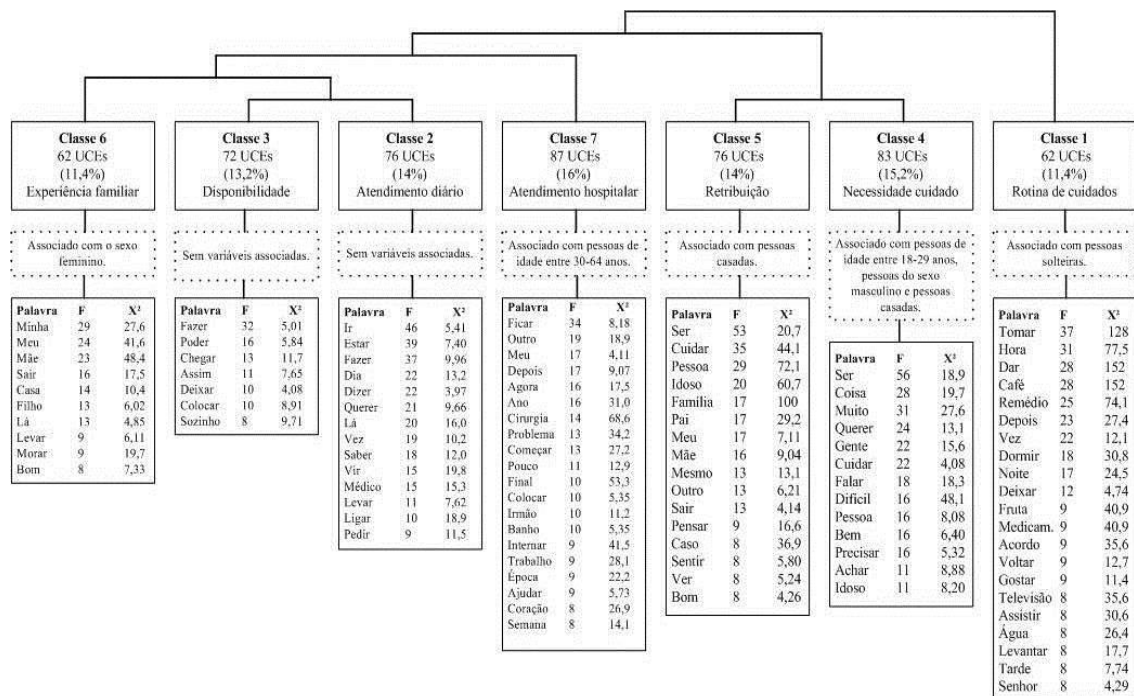 Classe 6
62 UCEs
(11,4%)
Experiência familiar
Associado com o sexo
feminino.
Palavra F X²
Minha 29 27,6
Meu 24 41,6
Mãe 23 48,4
Sair 16 17,5
Casa 14 10,4
Filho 13 6,02
Lá 13 4,85
Levar 9 6,11
Morar 9 19,7
Bom 8 7,33
Classe 3
72 UCEs
(13,2%)
Disponibilidade
Sem variáveis associadas.
Palavra F X²
Fazer 32 5,01
Poder 16 5,84
Chegar 13 11,7
Assim 11 7,65
Deixar 10 4,08
Colocar 10 8,91
Sozinho 8 9,71
Classe 2
76 UCEs
(14%)
Atendimento diário
Sem variáveis associadas.
Palavra F X²
Ir 46 5,41
Estar 39 7,40
Fazer 37 9,96
Dia 22 13,2
Dizer 22 3,97
Querer 21 9,66
Lá 20 16,0
Vez 19 10,2
Saber 18 12,0
Vir 15 19,8
Médico 15 15,3
Levar 11 7,62
Ligar 10 18,9
Pedir 9 11,5
Classe 7
87 UCEs
(16%)
Atendimento hospitalar
Associado com pessoas de
idade entre 30-64 anos.
Palavra F X²
Ficar 34 8,18
Outro 19 18,9
Meu 17 4,11
Depois 17 9,07
Agora 16 17,5
Ano 16 31,0
Cirurgia 14 68,6
Problema 13 34,2
Começar 13 27,2
Pouco 11 12,9
Final 10 53,3
Colocar 10 5,35
Irmão 10 11,2
Banho 10 5,35
Internar 9 41,5
Trabalho 9 28,1
Época 9 22,2
Ajudar 9 5,73
Coração 8 26,9
Semana 8 14,1
Classe 5
76 UCEs
(14%)
Retribuição
Associado com pessoas
casadas.
Palavra F X²
Ser 53 20,7
Cuidar 35 44,1
Pessoa 29 72,1
Idoso 20 60,7
Família 17 100
Pai 17 29,2
Meu 17 7,11
Mãe 16 9,04
Mesmo 13 13,1
Outro 13 6,21
Sair 13 4,14
Pensar 9 16,6
Caso 8 36,9
Sentir 8 5,80
Ver 8 5,24
Bom 8 4,26
Classe 4
83 UCEs
(15,2%)
Necessidade cuidado
Associado com pessoas de
idade entre 18-29 anos,
pessoas do sexo
masculino e pessoas
casadas.
Palavra F X²
Ser 56 18,9
Coisa 28 19,7
Muito 31 27,6
Querer 24 13,1
Gente 22 15,6
Cuidar 22 4,08
Falar 18 18,3
Difícil 16 48,1
Pessoa 16 8,08
Bem 16 6,40
Precisar 16 5,32
Achar 11 8,88
Idoso 11 8,20
Classe 1
62 UCEs
(11,4%)
Rotina de cuidados
Associado com pessoas
solteiras.
Palavra F X²
Tomar 37 128
Hora 31 77,5
Dar 28 152
Café 28 152
Remédio 25 74,1
Depois 23 27,4
Vez 22 12,1
Dormir 18 30,8
Noite 17 24,5
Deixar 12 4,74
Fruta 9 40,9
Medicam. 9 40,9
Acordo 9 35,6
Voltar 9 12,7
Gostar 9 11,4
Televisão 8 35,6
Assistir 8 30,6
Água 8 26,4
Levantar 8 17,7
Tarde 8 7,74
Senhor 8 4,29